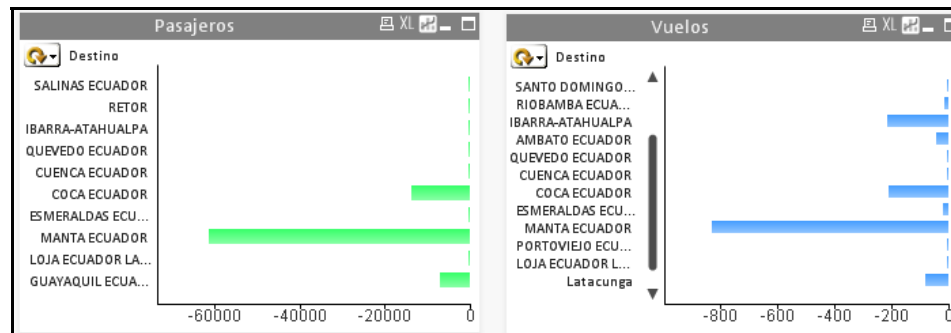 Pasajeros
XL
Destino
SALINAS ECUADOR
RETOR
IBARRA-ATAHUALPA
QUEVEDO ECUADOR
CUENCA ECUADOR
COCA ECUADOR
ESMERALDAS ECU...
MANTA ECUADOR
LOJA ECUADOR LA...
GUAYAQUIL ECUA...
-60000 -40000 -20000 0
Vuelos
XL
Destino
SANTO DOMINGO...
RIOBAMBA ECUA...
IBARRA-ATAHUALPA
AMBATO ECUADOR
QUEVEDO ECUADOR
CUENCA ECUADOR
COCA ECUADOR
ESMERALDAS ECU...
MANTA ECUADOR
PORTOVIEJO ECU...
LOJA ECUADOR L...
Latacunga
-800 -600 -400 -200